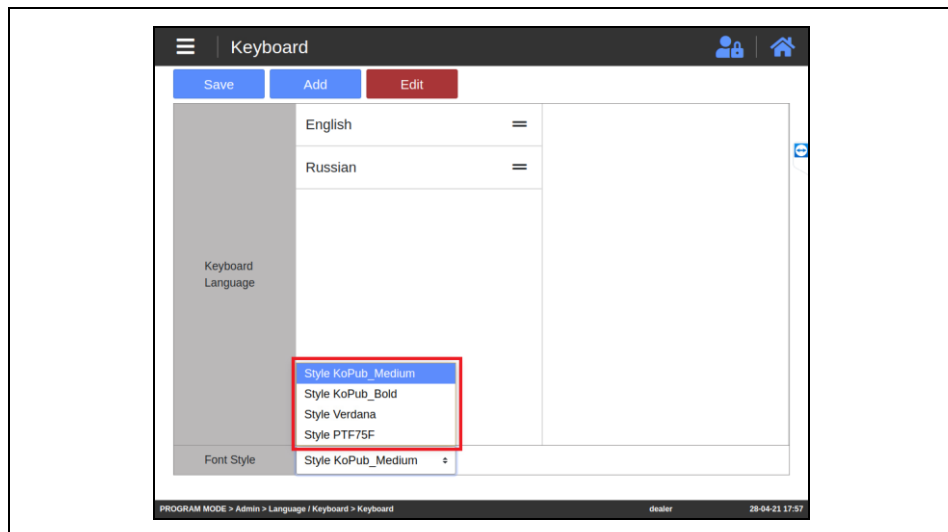 Keyboard
Save Add Edit
English
Russian
Keyboard
Language
Style KoPub_Medium
Style KoPub_Bold
Style Verdana
Style PTF75F
Font Style Style KoPub_Medium
PROGRAM MODE > Admin > Language / Keyboard > Keyboard dealer 28-04-21 17:57